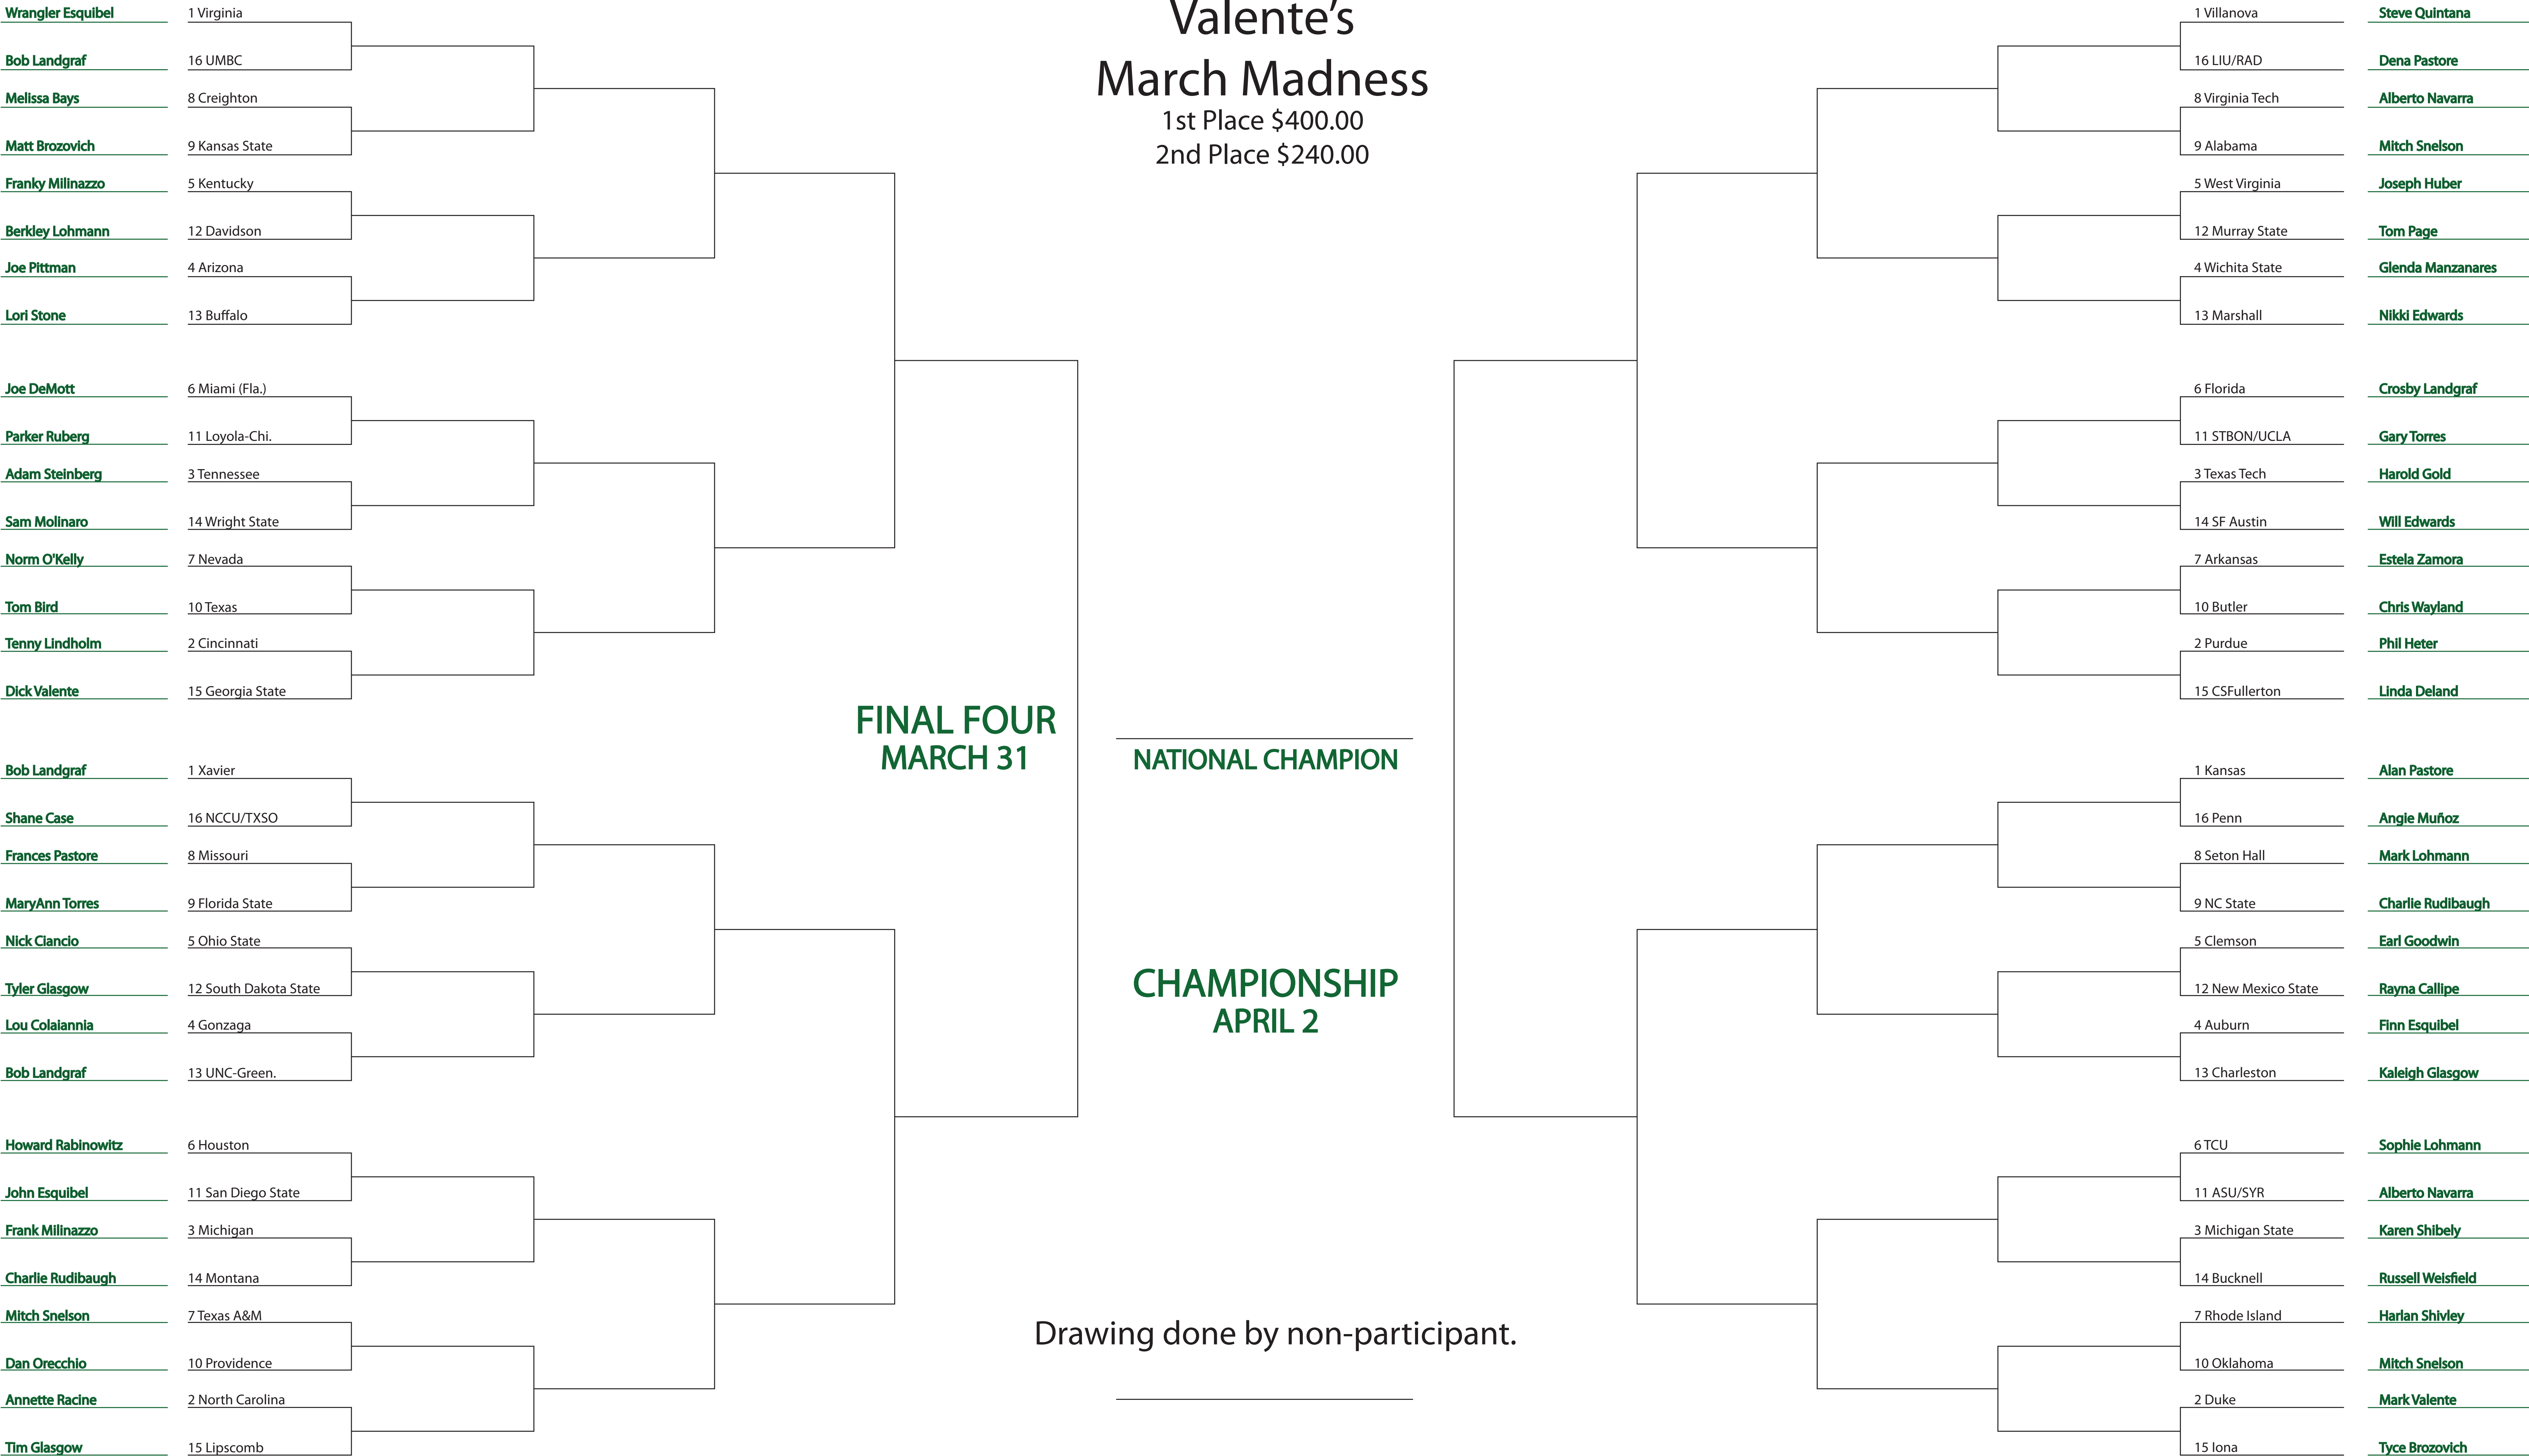 Valente's
March Madness
1st Place $400.00
2nd Place $240.00
Wrangler Esquibel 1 Virginia
Bob Landgraf 16 UMBC
Melissa Bays 8 Creighton
Matt Brozovich 9 Kansas State
Franky Milinazzo 5 Kentucky
Berkley Lohmann 12 Davidson
Joe Pittman 4 Arizona
Lori Stone 13 Buffalo
Joe DeMott 6 Miami (Fla.)
Parker Ruberg 11 Loyola-Chi.
Adam Steinberg 3 Tennessee
Sam Molinaro 14 Wright State
Norm O'Kelly 7 Nevada
Tom Bird 10 Texas
Tenny Lindholm 2 Cincinnati
Dick Valente 15 Georgia State
Bob Landgraf 1 Xavier
Shane Case 16 NCCU/TXSO
Frances Pastore 8 Missouri
MaryAnn Torres 9 Florida State
Nick Ciancio 5 Ohio State
Tyler Glasgow 12 South Dakota State
Lou Colaiannia 4 Gonzaga
Bob Landgraf 13 UNC-Green.
Howard Rabinowitz 6 Houston
John Esquibel 11 San Diego State
Frank Milinazzo 3 Michigan
Charlie Rudibaugh 14 Montana
Mitch Snelson 7 Texas A&M
Dan Orecchio 10 Providence
Annette Racine 2 North Carolina
Tim Glasgow 15 Lipscomb
FINAL FOUR
MARCH 31
NATIONAL CHAMPION
CHAMPIONSHIP
APRIL 2
Drawing done by non-participant.
1 Villanova Steve Quintana
16 LIU/RAD Dena Pastore
8 Virginia Tech Alberto Navarra
9 Alabama Mitch Snelson
5 West Virginia Joseph Huber
12 Murray State Tom Page
4 Wichita State Glenda Manzanares
13 Marshall Nikki Edwards
6 Florida Crosby Landgraf
11 STBON/UCLA Gary Torres
3 Texas Tech Harold Gold
14 SF Austin Will Edwards
7 Arkansas Estela Zamora
10 Butler Chris Wayland
2 Purdue Phil Heter
15 CSFullerton Linda Deland
1 Kansas Alan Pastore
16 Penn Angie Muñoz
8 Seton Hall Mark Lohmann
9 NC State Charlie Rudibaugh
5 Clemson Earl Goodwin
12 New Mexico State Rayna Callipe
4 Auburn Finn Esquibel
13 Charleston Kaleigh Glasgow
6 TCU Sophie Lohmann
11 ASU/SYR Alberto Navarra
3 Michigan State Karen Shibely
14 Bucknell Russell Weisfield
7 Rhode Island Harlan Shivley
10 Oklahoma Mitch Snelson
2 Duke Mark Valente
15 Iona Tyce Brozovich